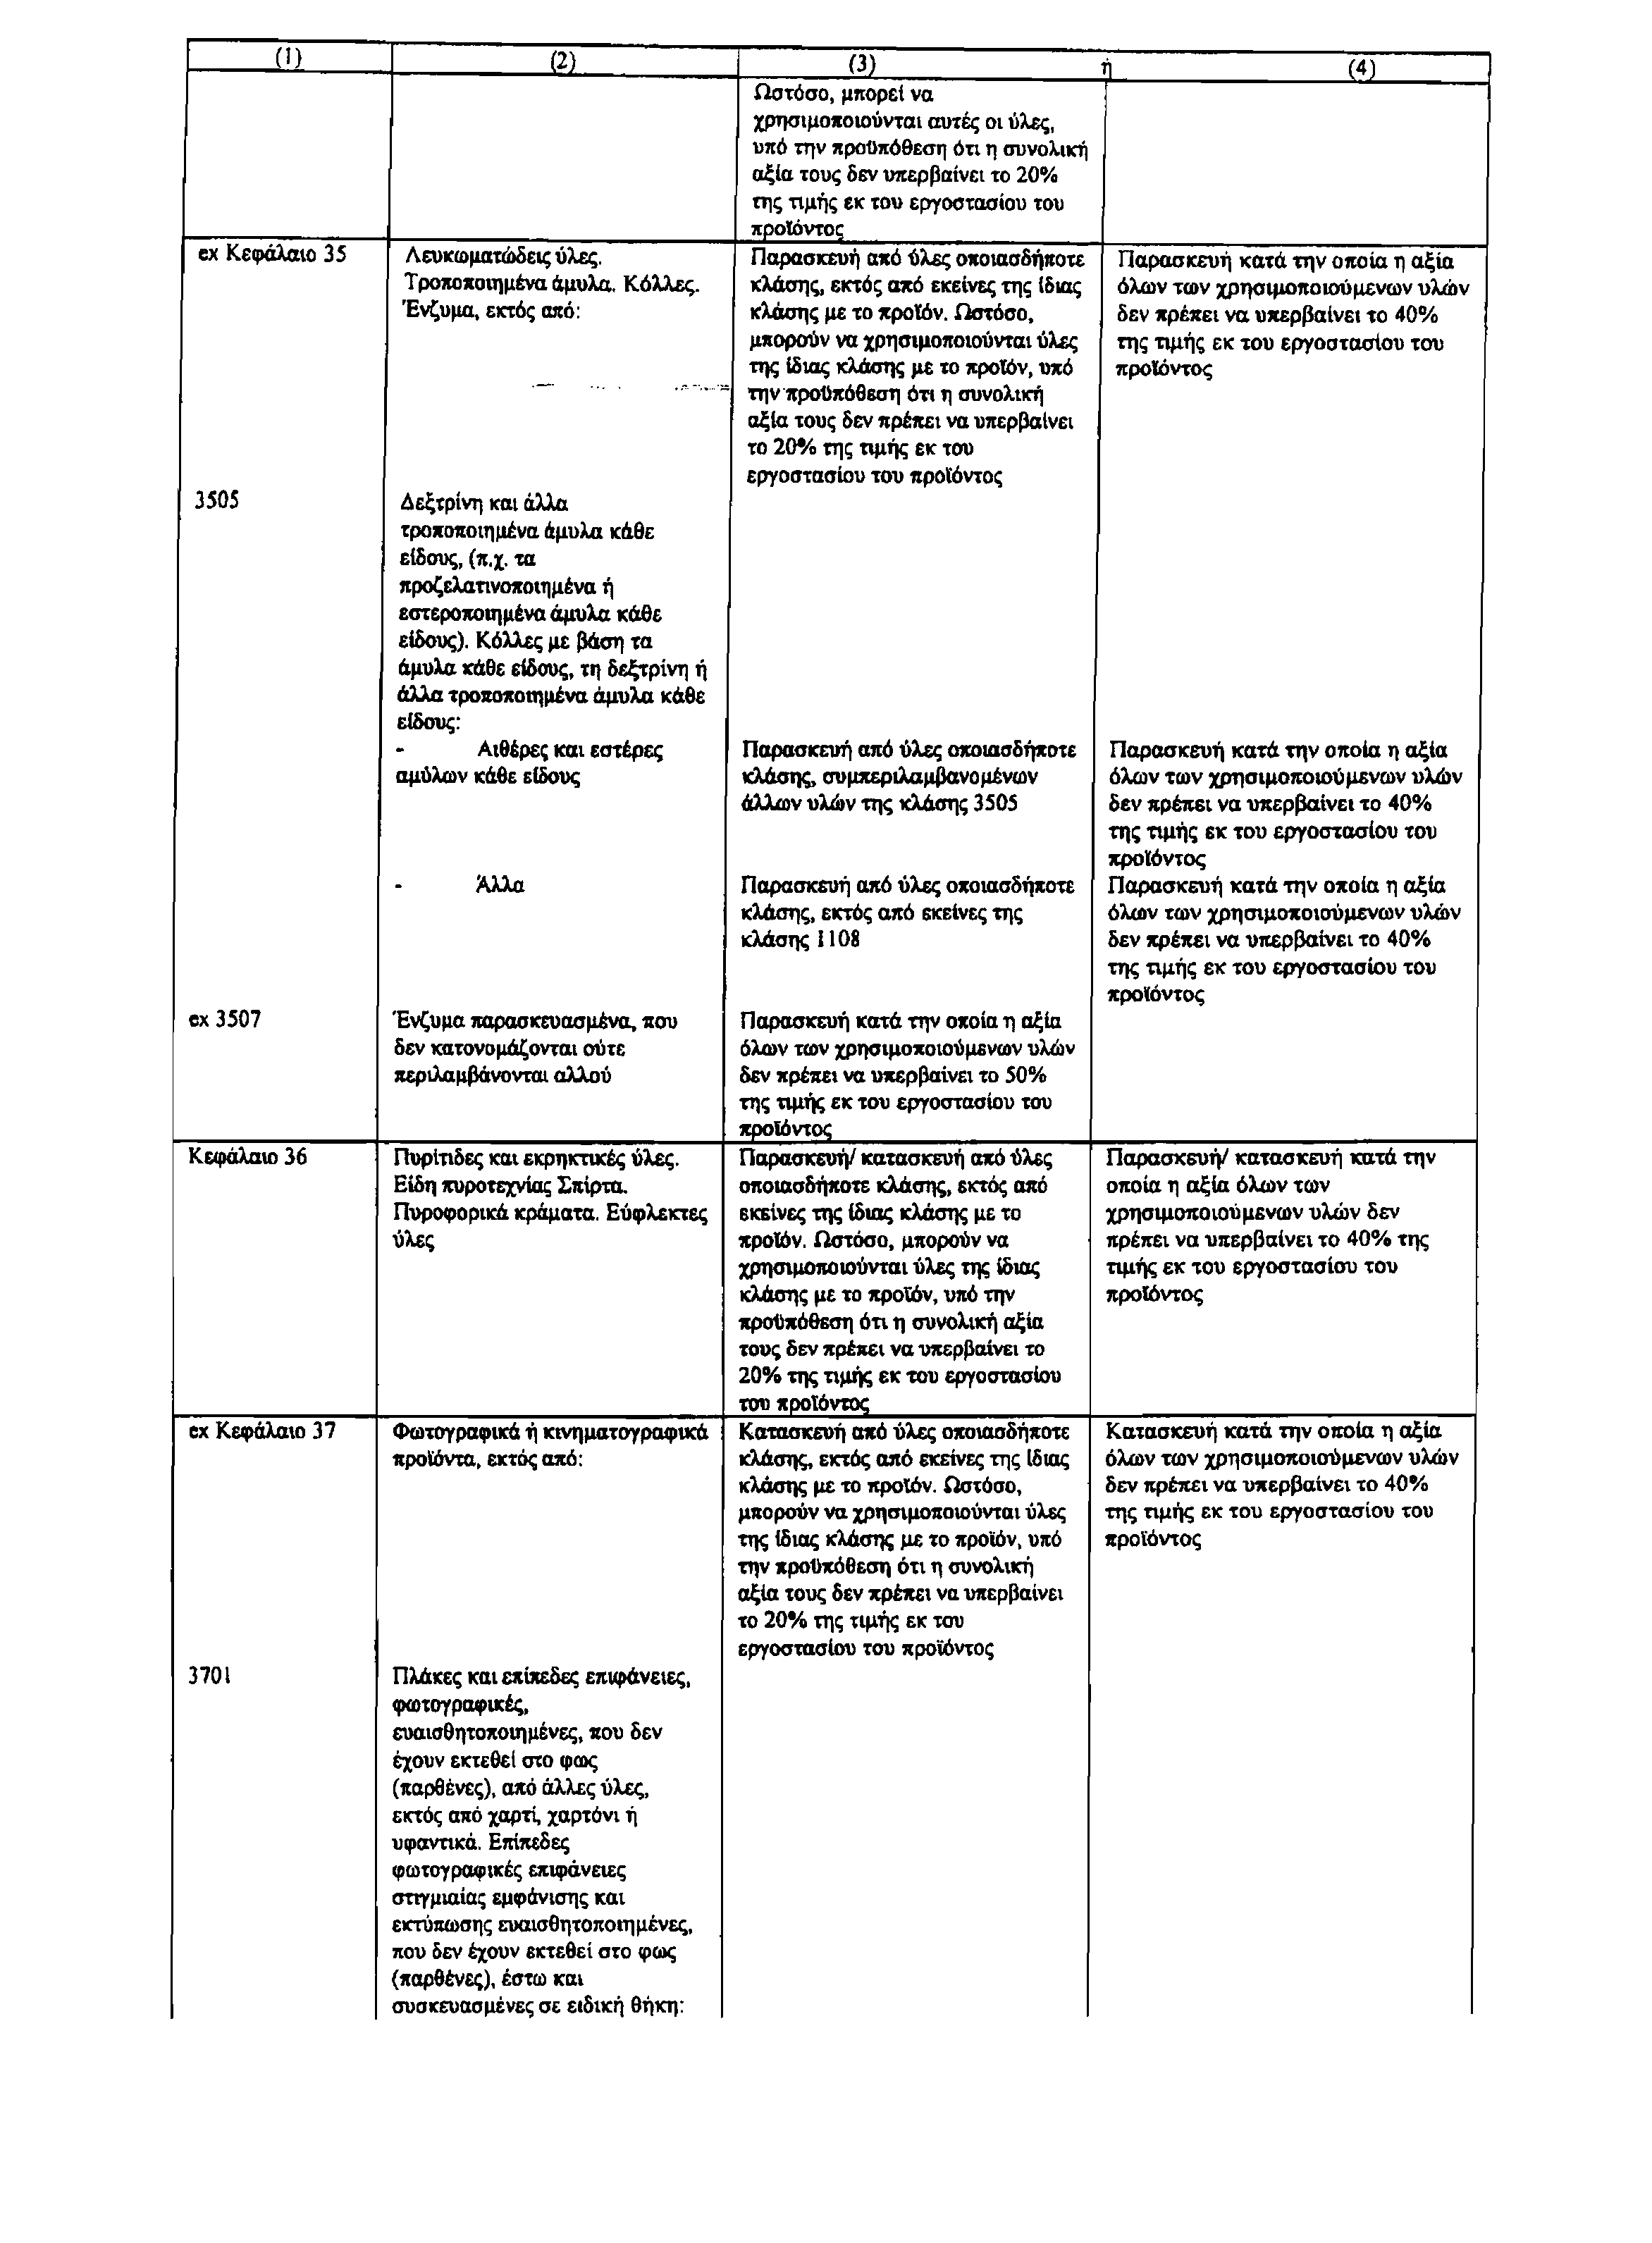 (1) (2) (3) ή (4)
Ωστόσο, μπορεί να
χρησιμοποιούνται αυτές οι ύλες,
υπό την προϋπόθεση ότι η συνολική
αξία τους δεν υπερβαίνει το 20%
της τιμής εκ του εργοστασίου του
προϊόντος
ex Κεφάλαιο 35
Λευκωματώδεις ύλες.
Τροποποιημένα άμυλα. Κόλλες.
Ένζυμα, εκτός από:
Παρασκευή από ύλες οποιασδήποτε
κλάσης, εκτός από εκείνες της ίδιας
κλάσης με το προϊόν. Ωστόσο,
μπορούν να χρησιμοποιούνται ύλες
της ίδιας κλάσης με το προϊόν, υπό
την προϋπόθεση ότι η συνολική
αξία τους δεν πρέπει να υπερβαίνει
το 20% της τιμής εκ του
εργοστασίου του προϊόντος
Παρασκευή κατά την οποία η αξία
όλων των χρησιμοποιούμενων υλών
δεν πρέπει να υπερβαίνει το 40%
της τιμής εκ του εργοστασίου του
προϊόντος
3505
Δεξτρίνη και άλλα
τροποποιημένα άμυλα κάθε
είδους, (π.χ. τα
προζελατινοποιημένα ή
εστεροποιημένα άμυλα κάθε
είδους). Κόλλες με βάση τα
άμυλα κάθε είδους, τη δεξτρίνη ή
άλλα τροποποιημένα άμυλα κάθε
είδους:
- Αιθέρες και εστέρες
αμύλων κάθε είδους
Παρασκευή από ύλες οποιασδήποτε
κλάσης, συμπεριλαμβανομένων
άλλων υλών της κλάσης 3505
Παρασκευή κατά την οποία η αξία
όλων των χρησιμοποιούμενων υλών
δεν πρέπει να υπερβαίνει το 40%
της τιμής εκ του εργοστασίου του
προϊόντος
- Άλλα
Παρασκευή από ύλες οποιασδήποτε
κλάσης, εκτός από εκείνες της
κλάσης 1108
Παρασκευή κατά την οποία η αξία
όλων των χρησιμοποιούμενων υλών
δεν πρέπει να υπερβαίνει το 40%
της τιμής εκ του εργοστασίου του
προϊόντος
ex 3507
Ένζυμα παρασκευασμένα, που
δεν κατονομάζονται ούτε
περιλαμβάνονται αλλού
Παρασκευή κατά την οποία η αξία
όλων των χρησιμοποιούμενων υλών
δεν πρέπει να υπερβαίνει το 50%
της τιμής εκ του εργοστασίου του
προϊόντος
Κεφάλαιο 36
Πυρίτιδες και εκρηκτικές ύλες.
Είδη πυροτεχνίας Σπίρτα.
Πυροφορικά κράματα. Εύφλεκτες
ύλες
Παρασκευή/ κατασκευή από ύλες
οποιασδήποτε κλάσης, εκτός από
εκείνες της ίδιας κλάσης με το
προϊόν. Ωστόσο, μπορούν να
χρησιμοποιούνται ύλες της ίδιας
κλάσης με το προϊόν, υπό την
προϋπόθεση ότι η συνολική αξία
τους δεν πρέπει να υπερβαίνει το
20% της τιμής εκ του εργοστασίου
του προϊόντος
Παρασκευή/ κατασκευή κατά την
οποία η αξία όλων των
χρησιμοποιούμενων υλών δεν
πρέπει να υπερβαίνει το 40% της
τιμής εκ του εργοστασίου του
προϊόντος
ex Κεφάλαιο 37
Φωτογραφικά ή κινηματογραφικά
προϊόντα, εκτός από:
Κατασκευή από ύλες οποιασδήποτε
κλάσης, εκτός από εκείνες της ίδιας
κλάσης με το προϊόν. Ωστόσο,
μπορούν να χρησιμοποιούνται ύλες
της ίδιας κλάσης με το προϊόν, υπό
την προϋπόθεση ότι η συνολική
αξία τους δεν πρέπει να υπερβαίνει
το 20% της τιμής εκ του
εργοστασίου του προϊόντος
Κατασκευή κατά την οποία η αξία
όλων των χρησιμοποιούμενων υλών
δεν πρέπει να υπερβαίνει το 40%
της τιμής εκ του εργοστασίου του
προϊόντος
3701
Πλάκες και επίπεδες επιφάνειες,
φωτογραφικές,
ευαισθητοποιημένες, που δεν
έχουν εκτεθεί στο φως
(παρθένες), από άλλες ύλες,
εκτός από χαρτί, χαρτόνι ή
υφαντικά. Επίπεδες
φωτογραφικές επιφάνειες
στιγμιαίας εμφάνισης και
εκτύπωσης ευαισθητοποιημένες,
που δεν έχουν εκτεθεί στο φως
(παρθένες), έστω και
συσκευασμένες σε ειδική θήκη: